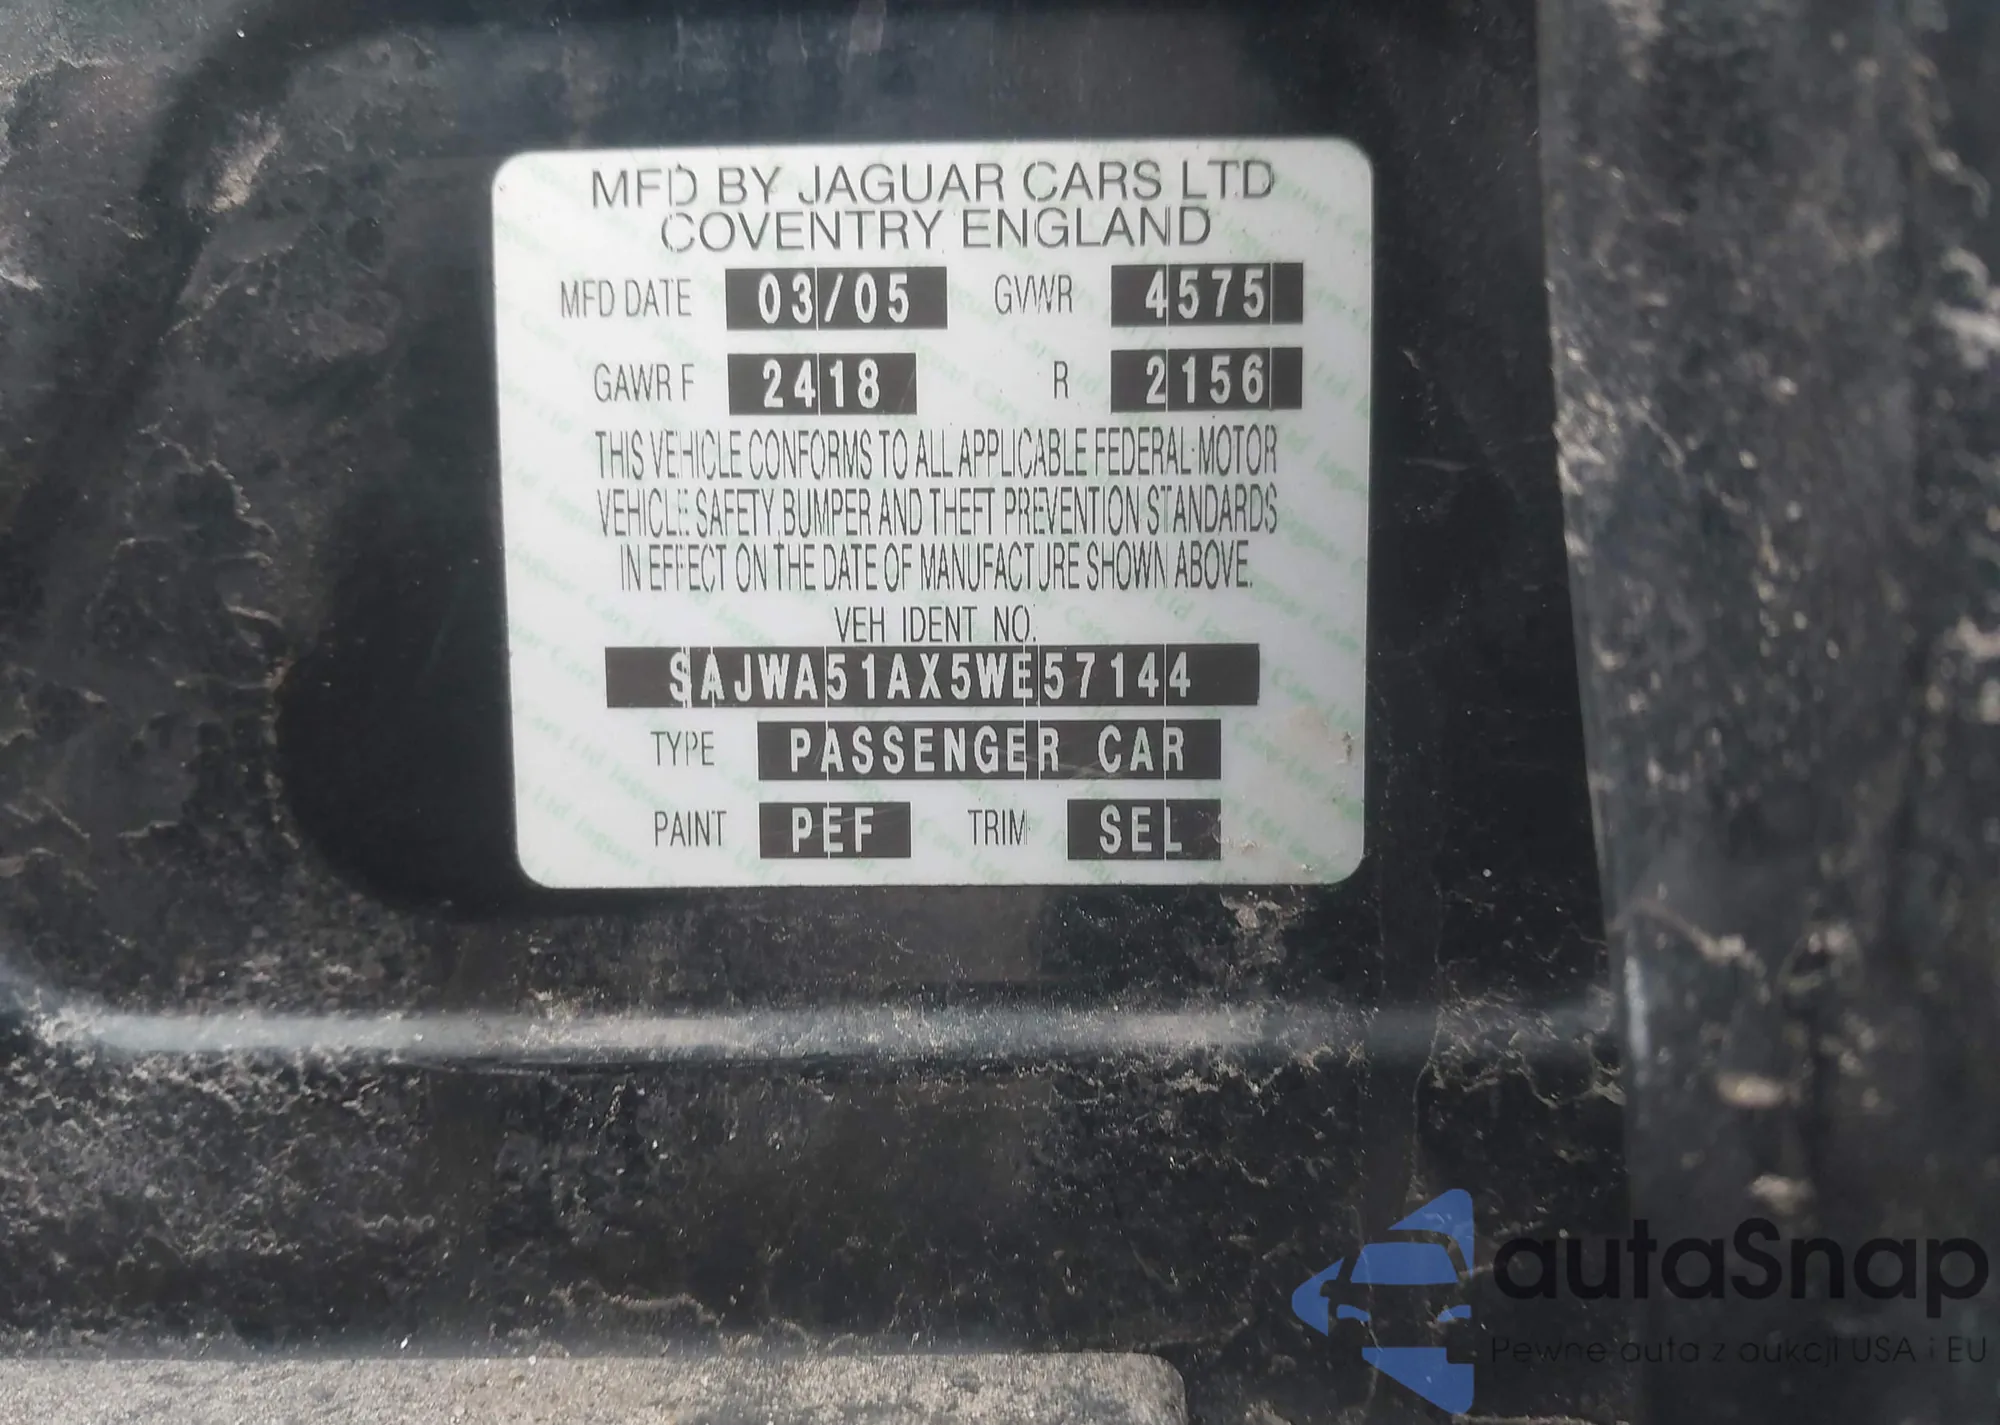 MFD BY JAGUAR CARS LTD
COVENTRY ENGLAND
MFD DATE 03/05 GVWR 4575
GAWR F 2418 R 2156
THIS VEHICLE CONFORMS TO ALL APPLICABLE FEDERAL MOTOR
VEHICLE SAFETY, BUMPER AND THEFT PREVENTION STANDARDS
IN EFFECT ON THE DATE OF MANUFACTURE SHOWN ABOVE.
VEH IDENT NO.
SAJWA51AX5WE57144
TYPE PASSENGER CAR
PAINT PEF TRIM SEL
autaSnap
Pewne auta z aukcji USA i EU